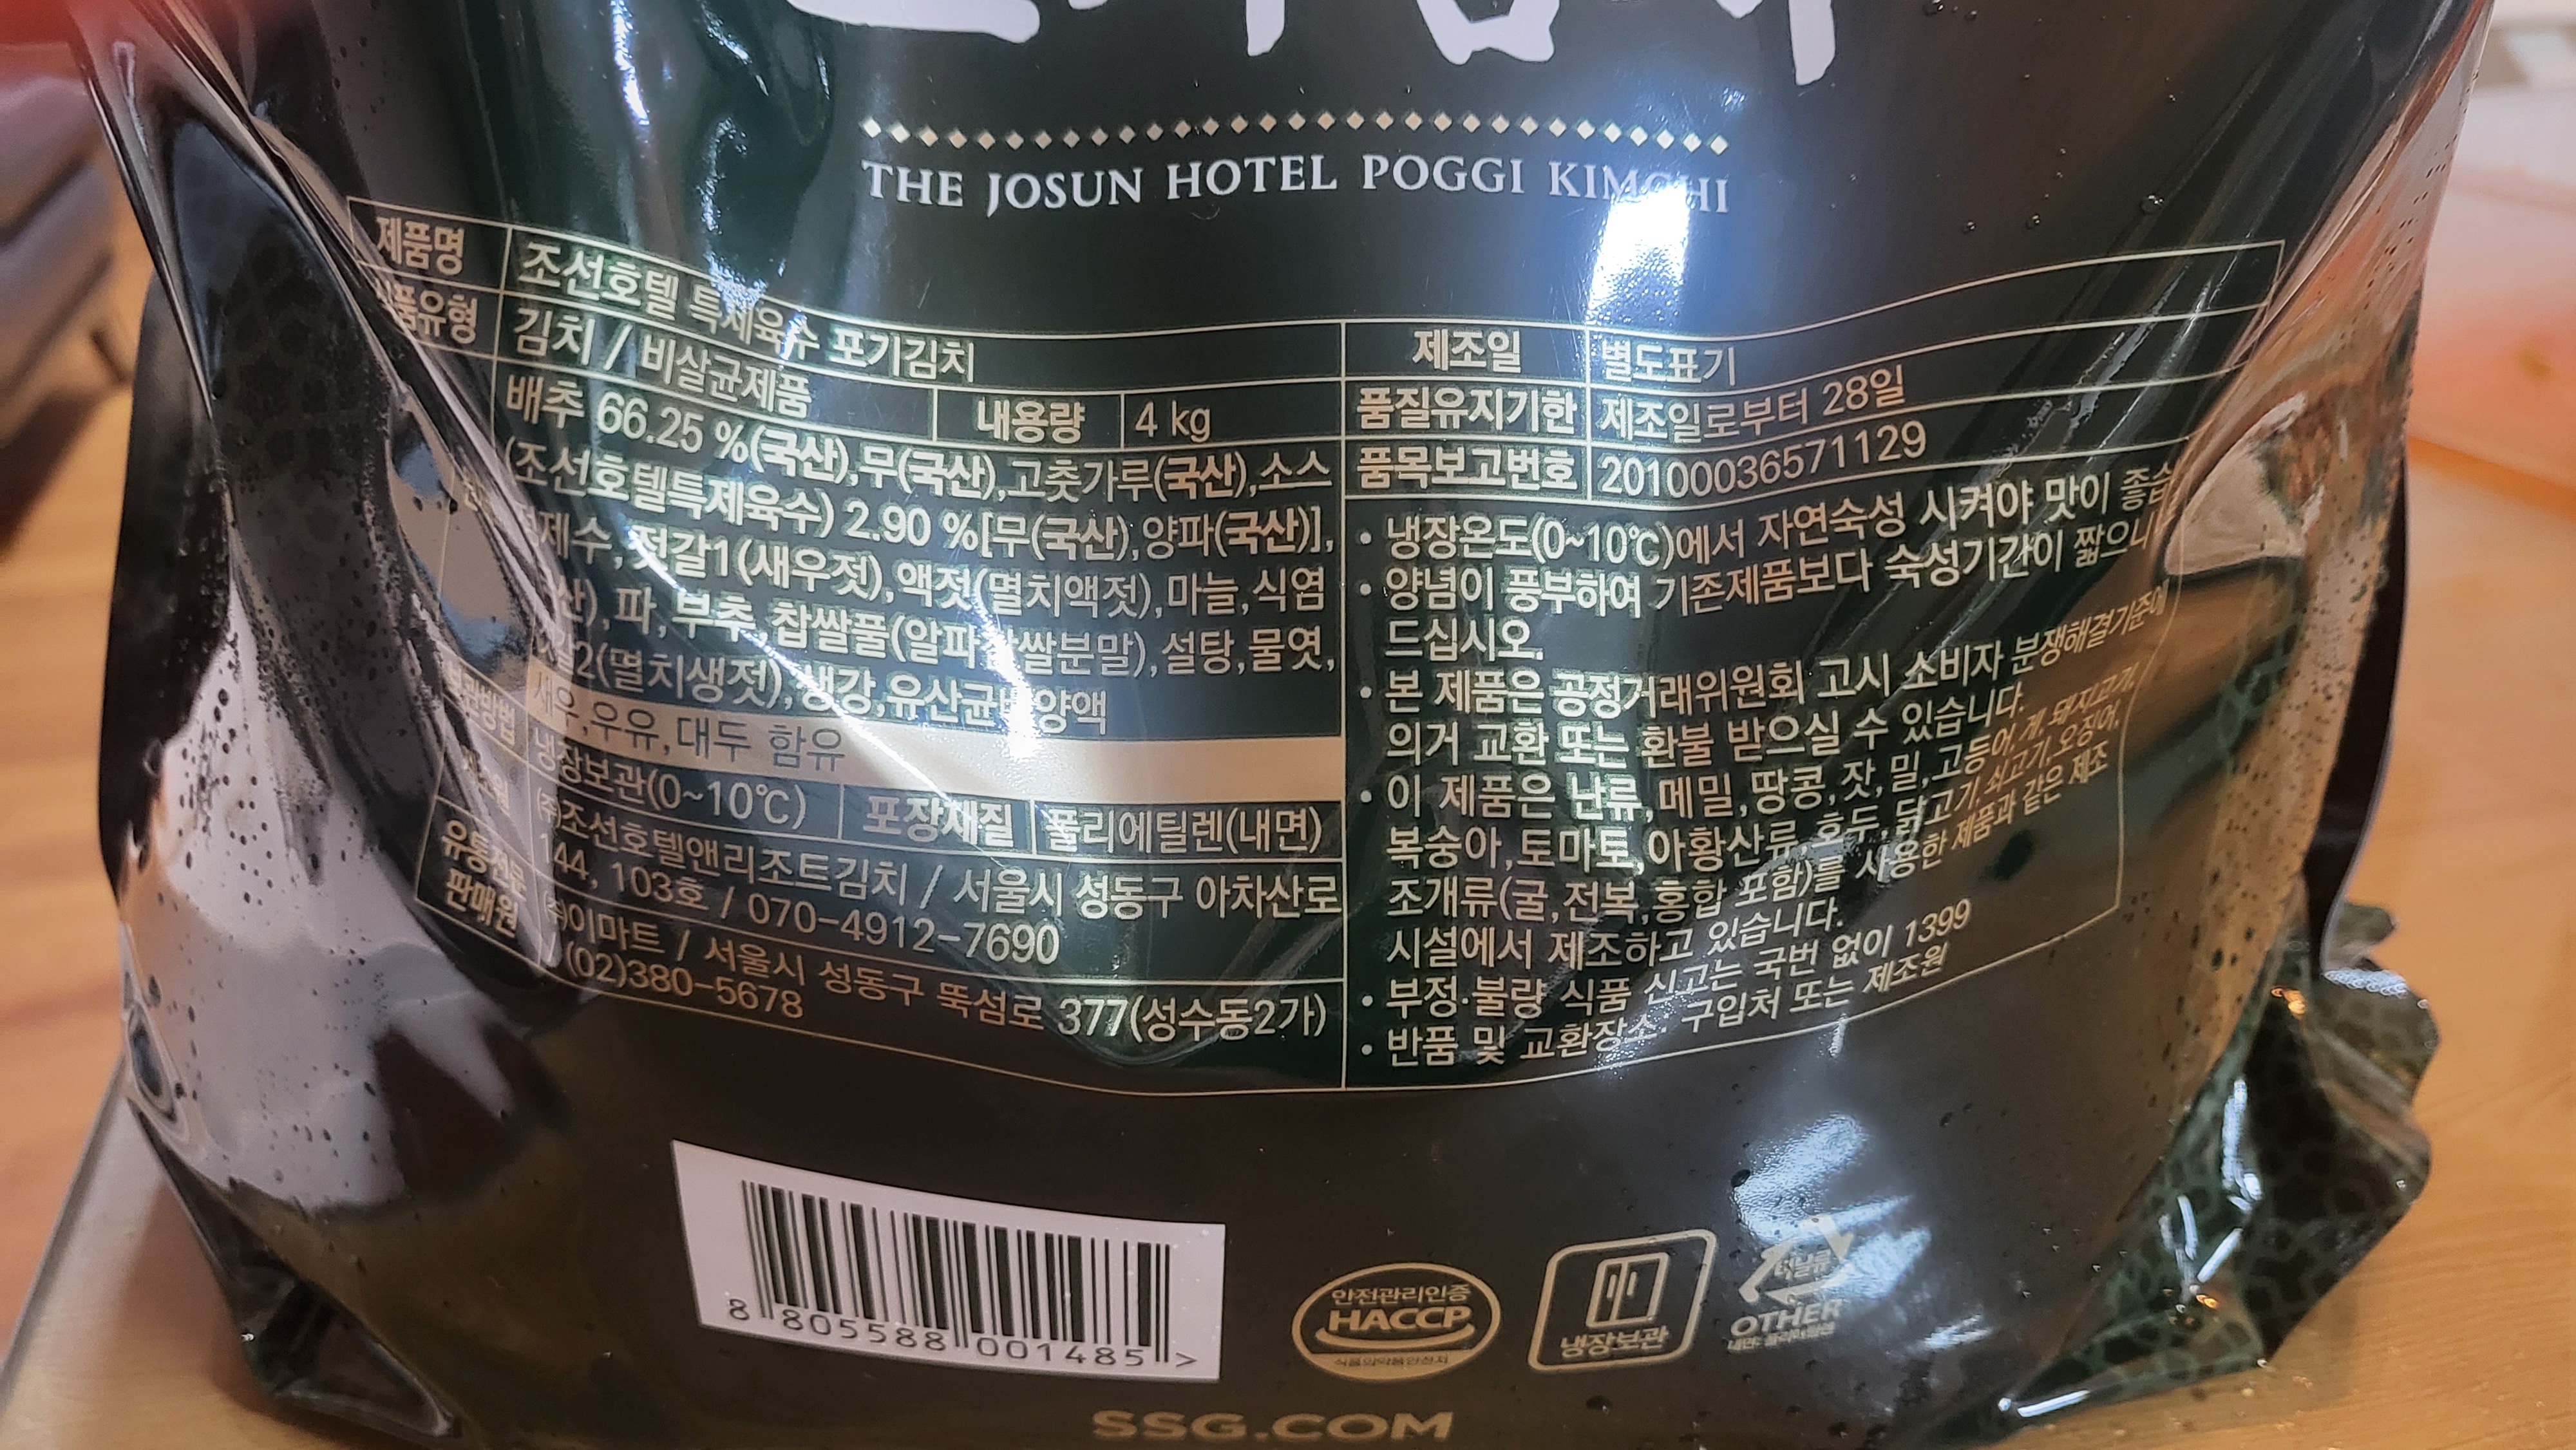 THE JOSUN HOTEL POGGI KIMCHI
제품명 조선호텔 특제육수 포기김치
품유형 김치 / 비살균제품 내용량 4 kg
배추 66.25 %(국산),무(국산),고춧가루(국산),소스
(조선호텔특제육수) 2.90 %[무(국산),양파(국산)],
제수,젓갈1(새우젓),액젓(멸치액젓),마늘,식염
산),파,부추,찹쌀풀(알파찹쌀분말),설탕,물엿,
2(멸치생젓),생강,유산균배양액
새우,우유,대두 함유
냉장보관(0~10℃) 포장재질 폴리에틸렌(내면)
㈜조선호텔앤리조트김치 / 서울시 성동구 아차산로
144, 103호 / 070-4912-7690
유통전문
판매원
㈜이마트 / 서울시 성동구 뚝섬로 377(성수동2가)
(02)380-5678
제조일 별도표기
품질유지기한 제조일로부터 28일
품목보고번호 20100036571129
• 냉장온도(0~10℃)에서 자연숙성 시켜야 맛이 좋습
• 양념이 풍부하여 기존제품보다 숙성기간이 짧으니
드십시오.
• 본 제품은 공정거래위원회 고시 소비자 분쟁해결기준에
의거 교환 또는 환불 받으실 수 있습니다.
• 이 제품은 난류,메밀,땅콩,잣,밀,고등어,게,돼지고기,
복숭아,토마토,아황산류,호두,닭고기,쇠고기,오징어,
조개류(굴,전복,홍합 포함)를 사용한 제품과 같은 제조
시설에서 제조하고 있습니다.
• 부정·불량 식품 신고는 국번 없이 1399
• 반품 및 교환장소: 구입처 또는 제조원
8 805588 001485 >
안전관리인증
HACCP
식품의약품안전처
냉장보관
비닐류
OTHER
SSG.COM